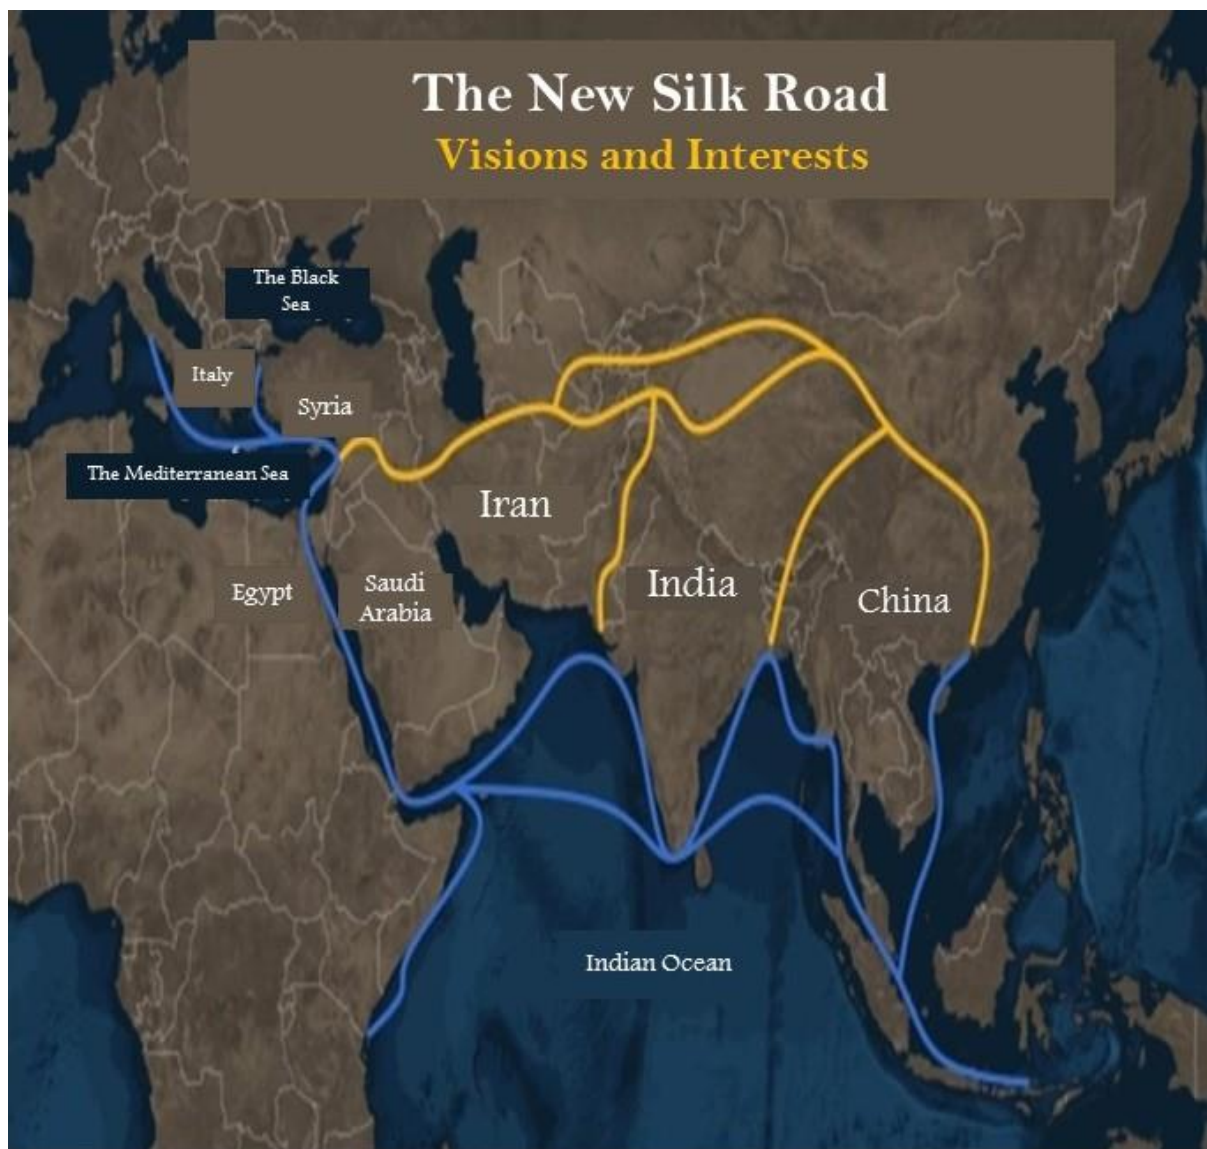 The New Silk Road
Visions and Interests
The Black
Sea
Italy
Syria
The Mediterranean Sea
Iran
Egypt
Saudi
Arabia
India
China
Indian Ocean